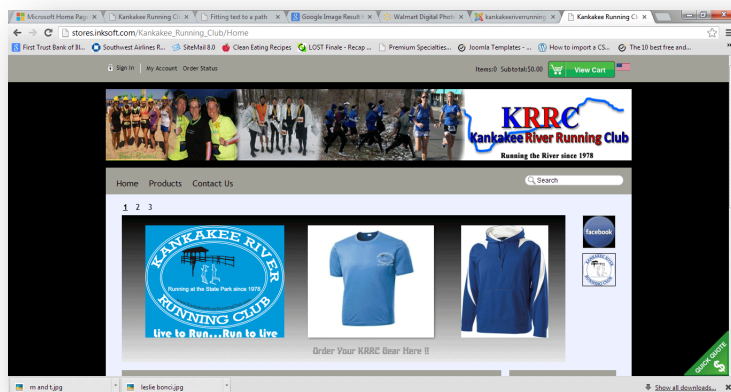 Microsoft Home Pag
Kankakee Running Cl
Fitting text to a path
Google Image Result f
Walmart Digital Photo
kankakeeriverrunning
Kankakee Running Cl
stores.inksoft.com/Kankakee_Running_Club/Home
First Trust Bank of Il...
Southwest Airlines R...
SiteMail 8.0
Clean Eating Recipes
LOST Finale - Recap ...
Premium Specialties...
Joomla Templates - ...
How to import a CS...
The 10 best free and...
Sign In
My Account
Order Status
Items:0 Subtotal:$0.00
View Cart
KRRC
Kankakee River Running Club
Running the River since 1978
Home
Products
Contact Us
Search
1 2 3
KANKAKEE RIVER
Running at the State Park since 1978
RUNNING CLUB
Live to Run...Run to Live
facebook
Order Your KRRC Gear Here !!
QUICK QUOTE
$
m and t.jpg
leslie bonci.jpg
Show all downloads...